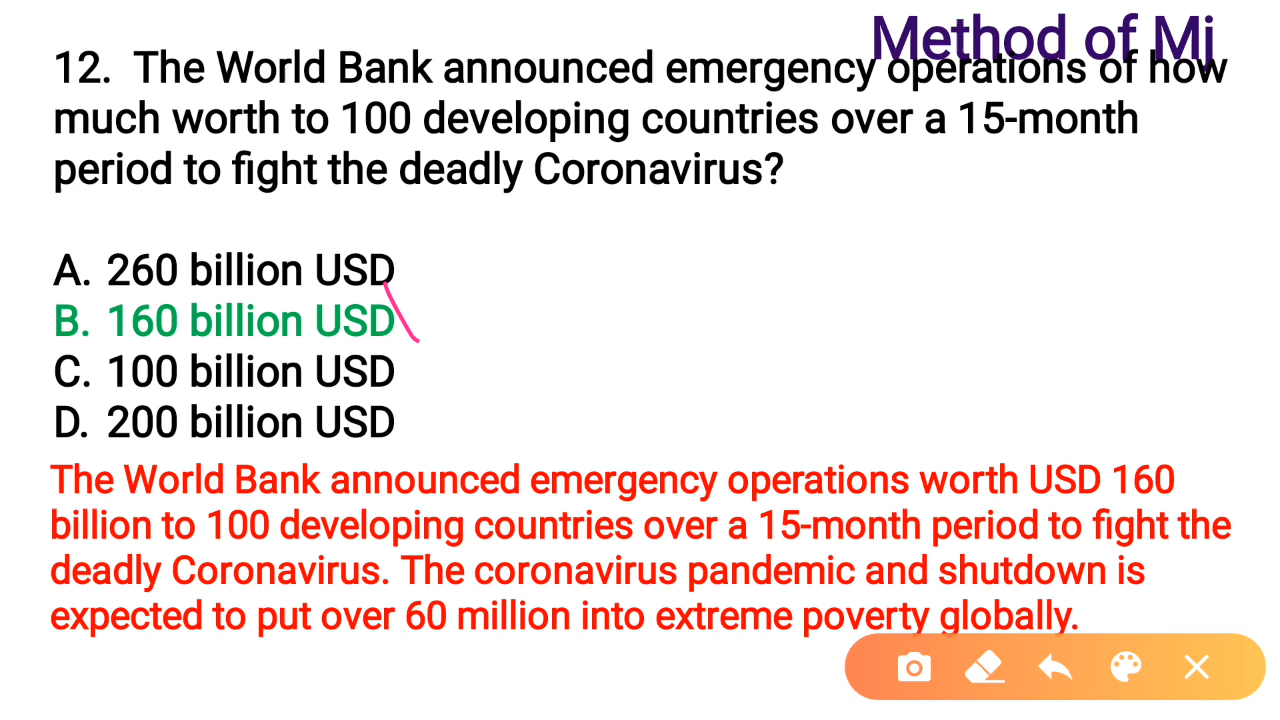 Method of Mj
12. The World Bank announced emergency operations of how
much worth to 100 developing countries over a 15-month
period to fight the deadly Coronavirus?
A. 260 billion USD
B. 160 billion USD
C. 100 billion USD
D. 200 billion USD
The World Bank announced emergency operations worth USD 160
billion to 100 developing countries over a 15-month period to fight the
deadly Coronavirus. The coronavirus pandemic and shutdown is
expected to put over 60 million into extreme poverty globally.